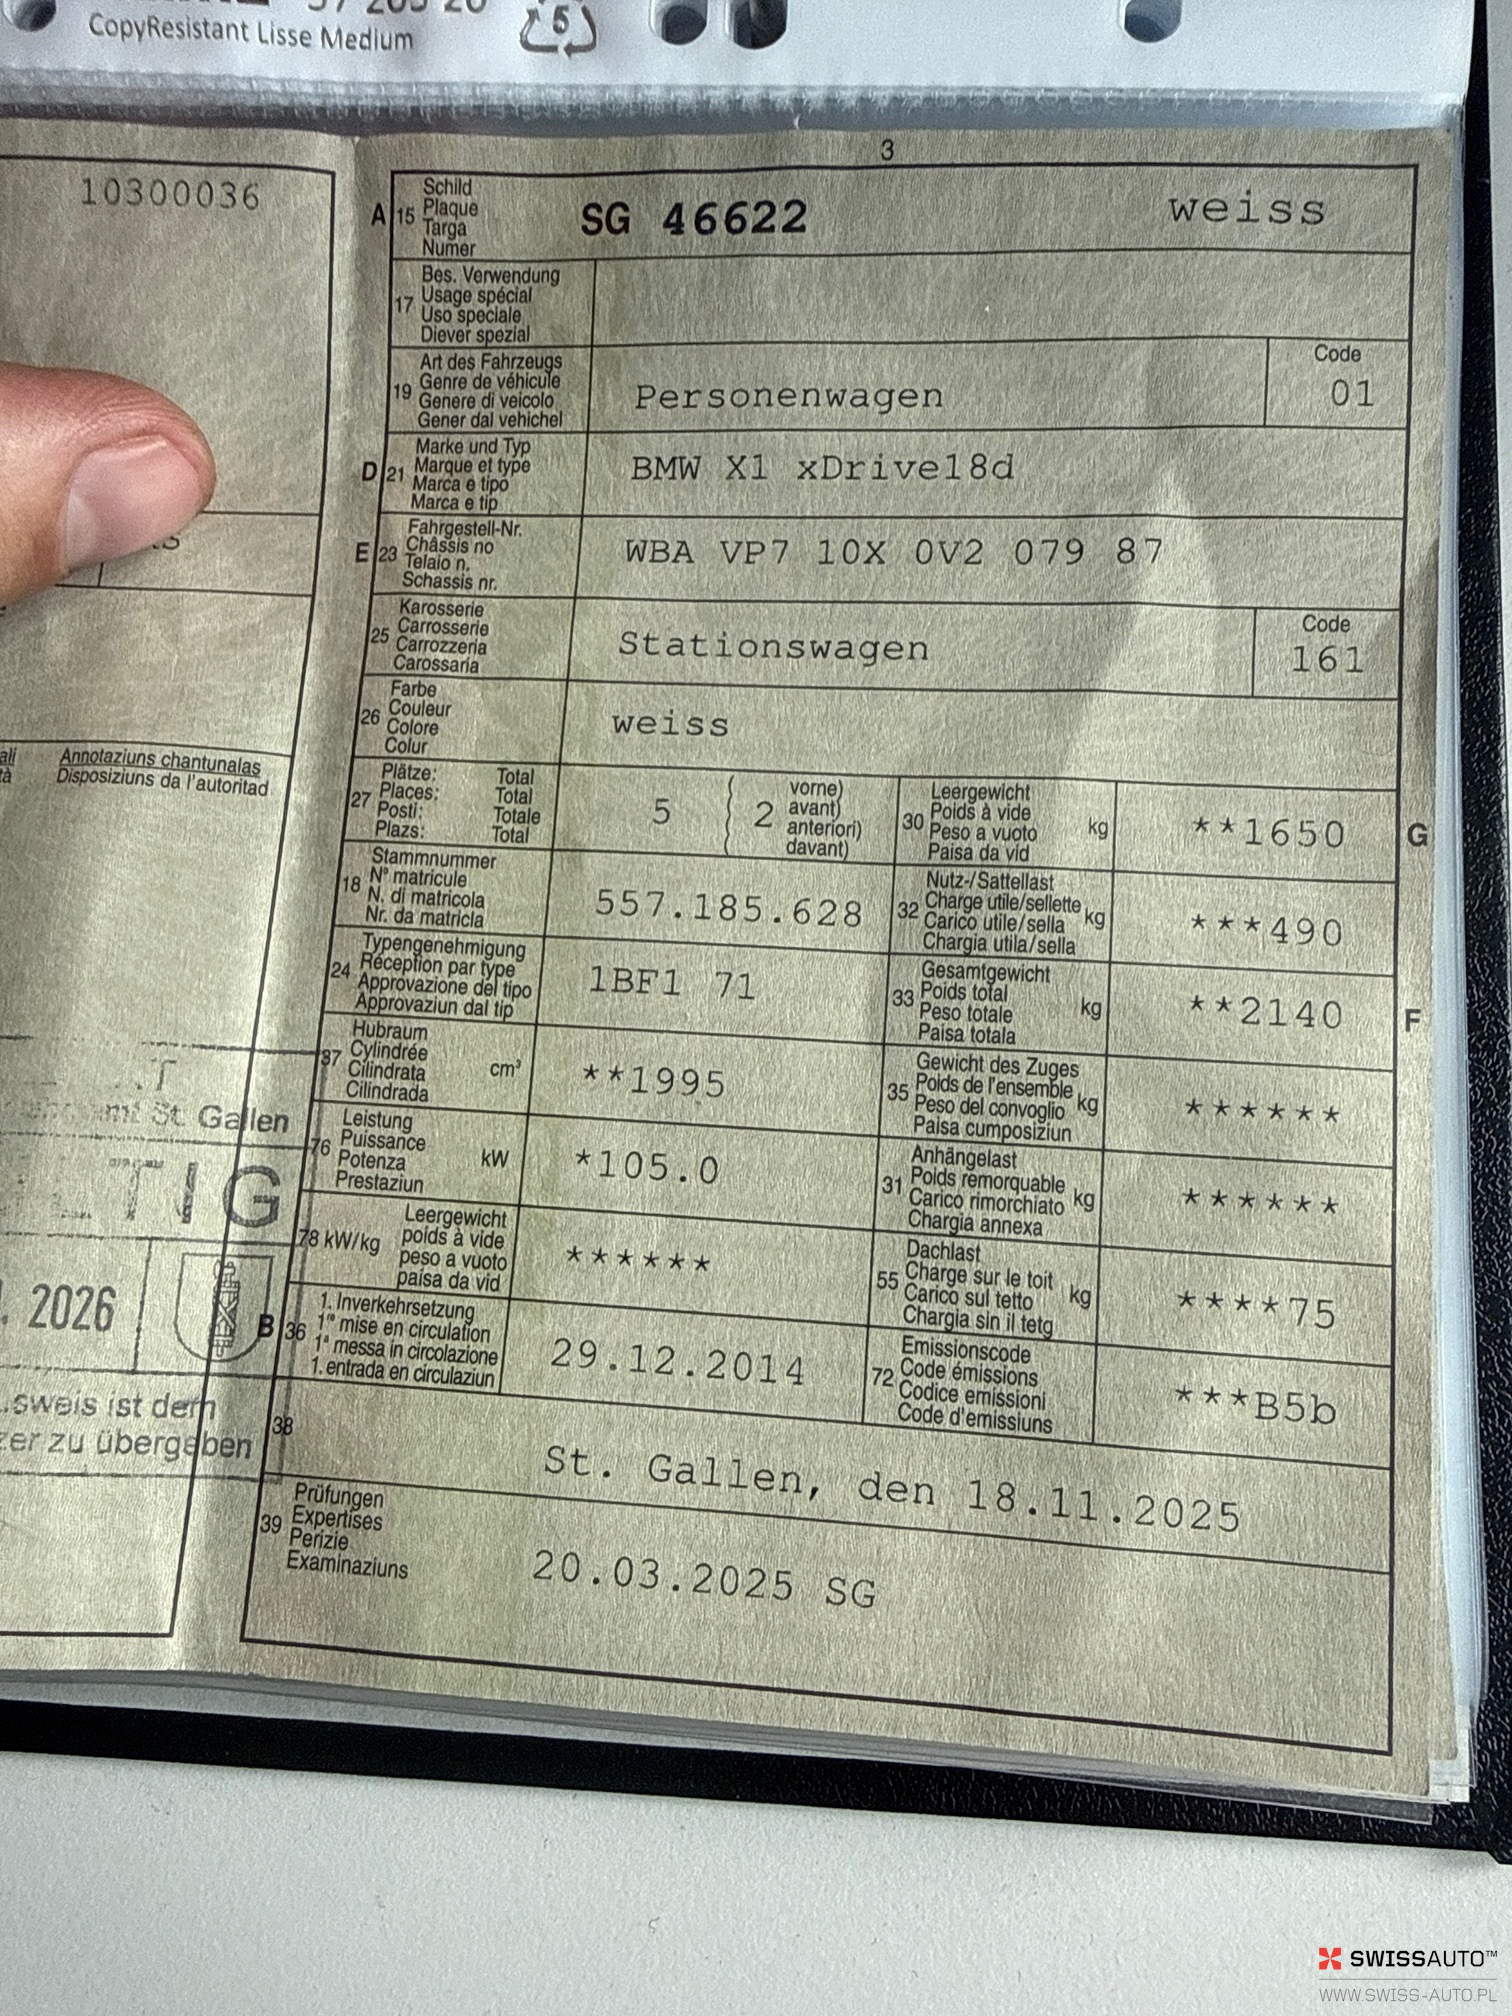 CopyResistant Lisse Medium
5
3
10300036
A 15 Schild
Plaque
Targa
Numer
SG 46622 weiss
17 Bes. Verwendung
Usage spécial
Uso speciale
Diever spezial
19 Art des Fahrzeugs
Genre de véhicule
Genere di veicolo
Gener dal vehichel
Personenwagen
Code
01
D 21 Marke und Typ
Marque et type
Marca e tipo
Marca e tip
BMW X1 xDrive18d
E 23 Fahrgestell-Nr.
Châssis no
Telaio n.
Schassis nr.
WBA VP7 10X 0V2 079 87
25 Karosserie
Carrosserie
Carrozzeria
Carossaria
Stationswagen
Code
161
26 Farbe
Couleur
Colore
Colur
weiss
Annotaziuns chantunalas
Disposiziuns da l'autoritad
27 Plätze: Total
Places: Total
Posti: Totale
Plazs: Total
5 { 2 vorne)
avant)
anteriori)
davant)
30 Leergewicht
Poids à vide
Peso a vuoto
Paisa da vid
kg
**1650 G
18 Stammnummer
N° matricule
N. di matricola
Nr. da matricla
557.185.628
32 Nutz-/Sattellast
Charge utile/sellette
Carico utile/sella
Chargia utila/sella
kg
***490
24 Typengenehmigung
Réception par type
Approvazione del tipo
Approvaziun dal tip
1BF1 71
33 Gesamtgewicht
Poids total
Peso totale
Paisa totala
kg
**2140 F
37 Hubraum
Cylindrée
Cilindrata
Cilindrada
cm³
**1995
35 Gewicht des Zuges
Poids de l'ensemble
Peso del convoglio
Paisa cumposiziun
kg
******
76 Leistung
Puissance
Potenza
Prestaziun
kW
*105.0
31 Anhängelast
Poids remorquable
Carico rimorchiato
Chargia annexa
kg
******
78 kW/kg Leergewicht
poids à vide
peso a vuoto
paisa da vid
******
55 Dachlast
Charge sur le toit
Carico sul tetto
Chargia sin il tetg
kg
****75
B 36 1. Inverkehrsetzung
1re mise en circulation
1a messa in circolazione
1. entrada en circulaziun
29.12.2014
72 Emissionscode
Code émissions
Codice emissioni
Code d'emissiuns
***B5b
38
St. Gallen, den 18.11.2025
39 Prüfungen
Expertises
Perizie
Examinaziuns
20.03.2025 SG
St. Gallen
2026
ist dem
zu übergeben
SWISSAUTO™
WWW.SWISS-AUTO.PL